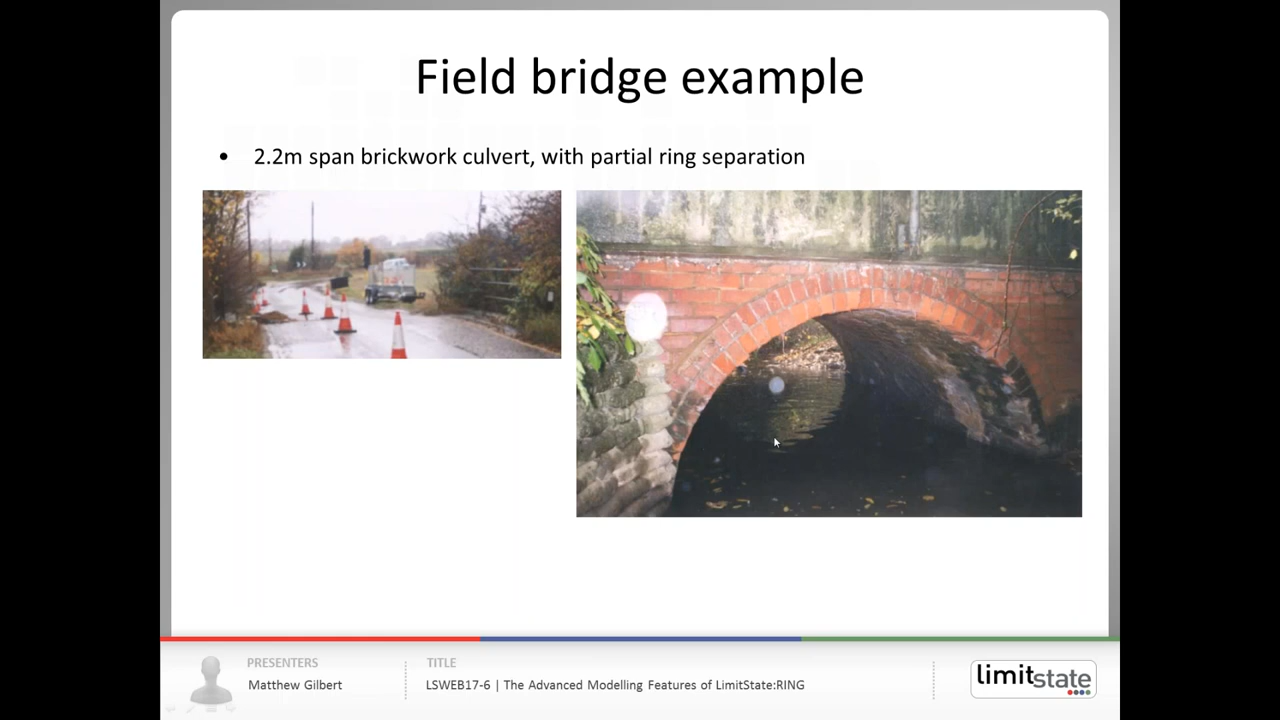 Field bridge example
• 2.2m span brickwork culvert, with partial ring separation
PRESENTERS
Matthew Gilbert
TITLE
LSWEB17-6 | The Advanced Modelling Features of LimitState:RING
limitstate